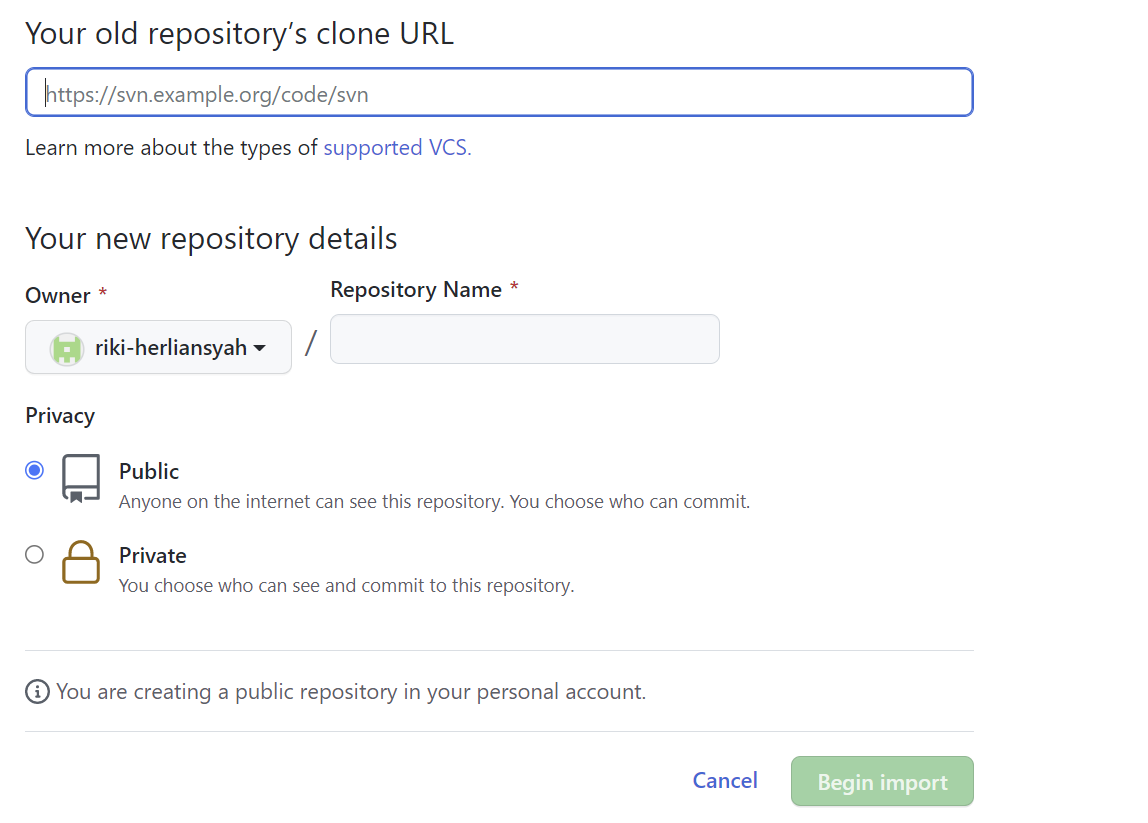 Your old repository’s clone URL
https://svn.example.org/code/svn
Learn more about the types of supported VCS.
Your new repository details
Owner *
Repository Name *
riki-herliansyah
/
Privacy
Public
Anyone on the internet can see this repository. You choose who can commit.
Private
You choose who can see and commit to this repository.
You are creating a public repository in your personal account.
Cancel
Begin import